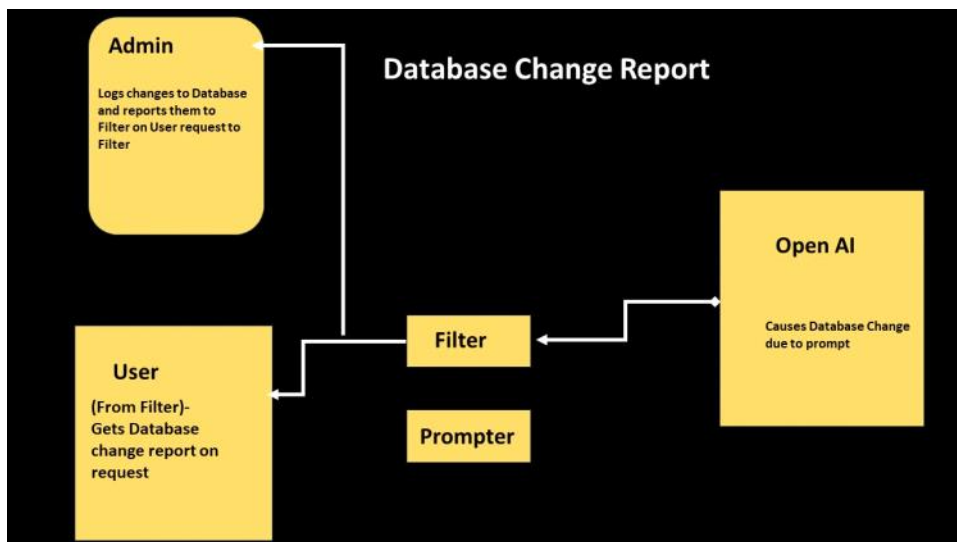 Admin
Logs changes to Database
and reports them to
Filter on User request to
Filter
Database Change Report
Open AI
Causes Database Change
due to prompt
Filter
Prompter
User
(From Filter)-
Gets Database
change report on
request